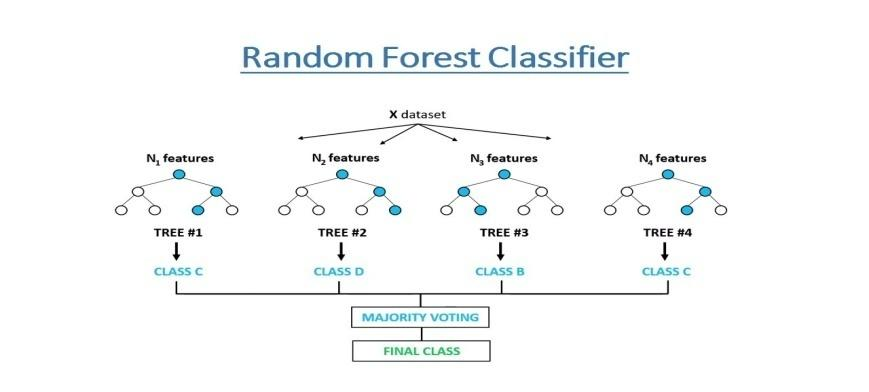 Random Forest Classifier
X dataset
N1 features N2 features N3 features N4 features
TREE #1 TREE #2 TREE #3 TREE #4
CLASS C CLASS D CLASS B CLASS C
MAJORITY VOTING
FINAL CLASS